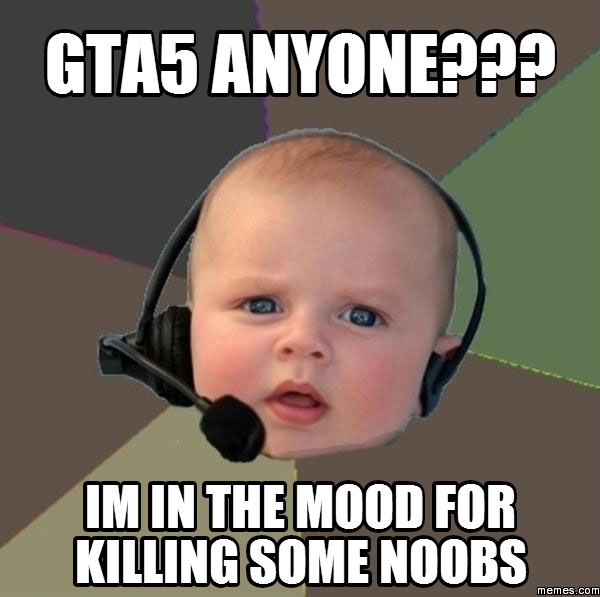 GTA5 ANYONE???
IM IN THE MOOD FOR
KILLING SOME NOOBS
memes.com